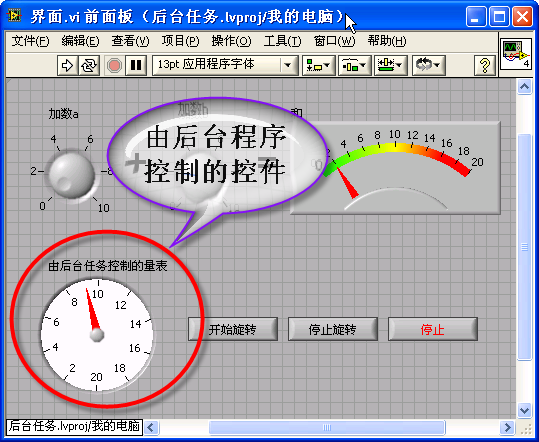 界面.vi 前面板 (后台任务.lvproj/我的电脑)
文件(F) 编辑(E) 查看(V) 项目(P) 操作(O) 工具(T) 窗口(W) 帮助(H)
13pt 应用程序字体
4
加数a
加数b
和
0 2 4 6 8 10
由后台程序
控制的控件
0 2 4 6 8 10 12 14 16 18 20
由后台任务控制的量表
2 4 6 8 10 12 14 16 18 20
开始旋转 停止旋转 停止
后台任务.lvproj/我的电脑